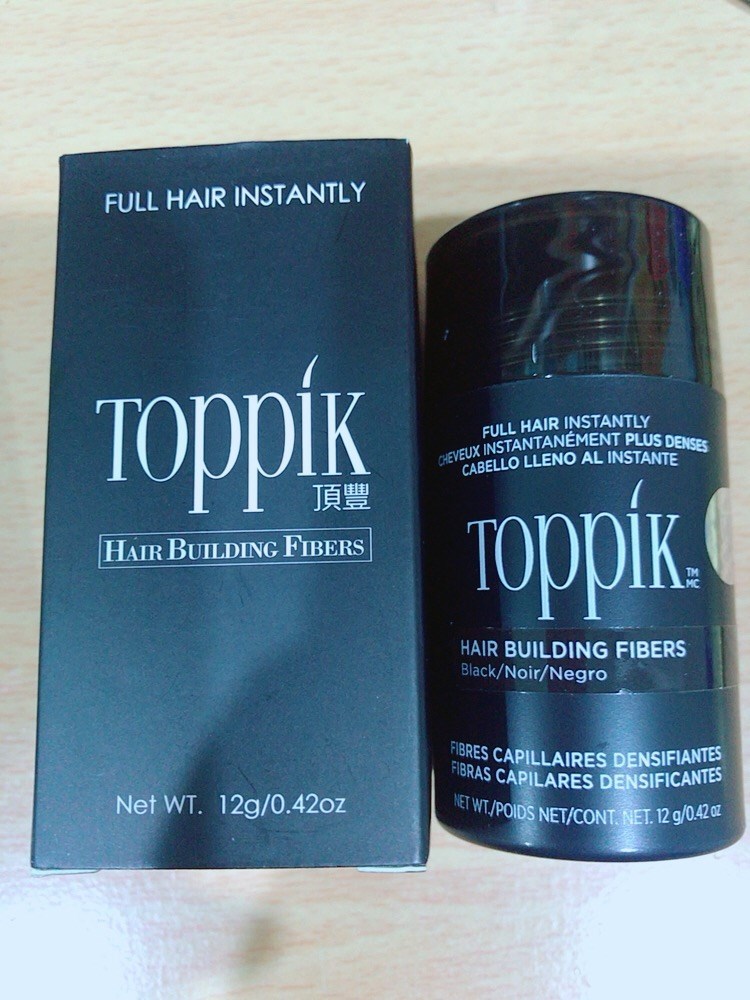 FULL HAIR INSTANTLY
Toppik
頂豐
HAIR BUILDING FIBERS
Net WT. 12g/0.42oz
FULL HAIR INSTANTLY
CHEVEUX INSTANTANÉMENT PLUS DENSES
CABELLO LLENO AL INSTANTE
Toppik TM MC
HAIR BUILDING FIBERS
Black/Noir/Negro
FIBRES CAPILLAIRES DENSIFIANTES
FIBRAS CAPILARES DENSIFICANTES
NET WT./POIDS NET/CONT. NET. 12 g/0.42 oz